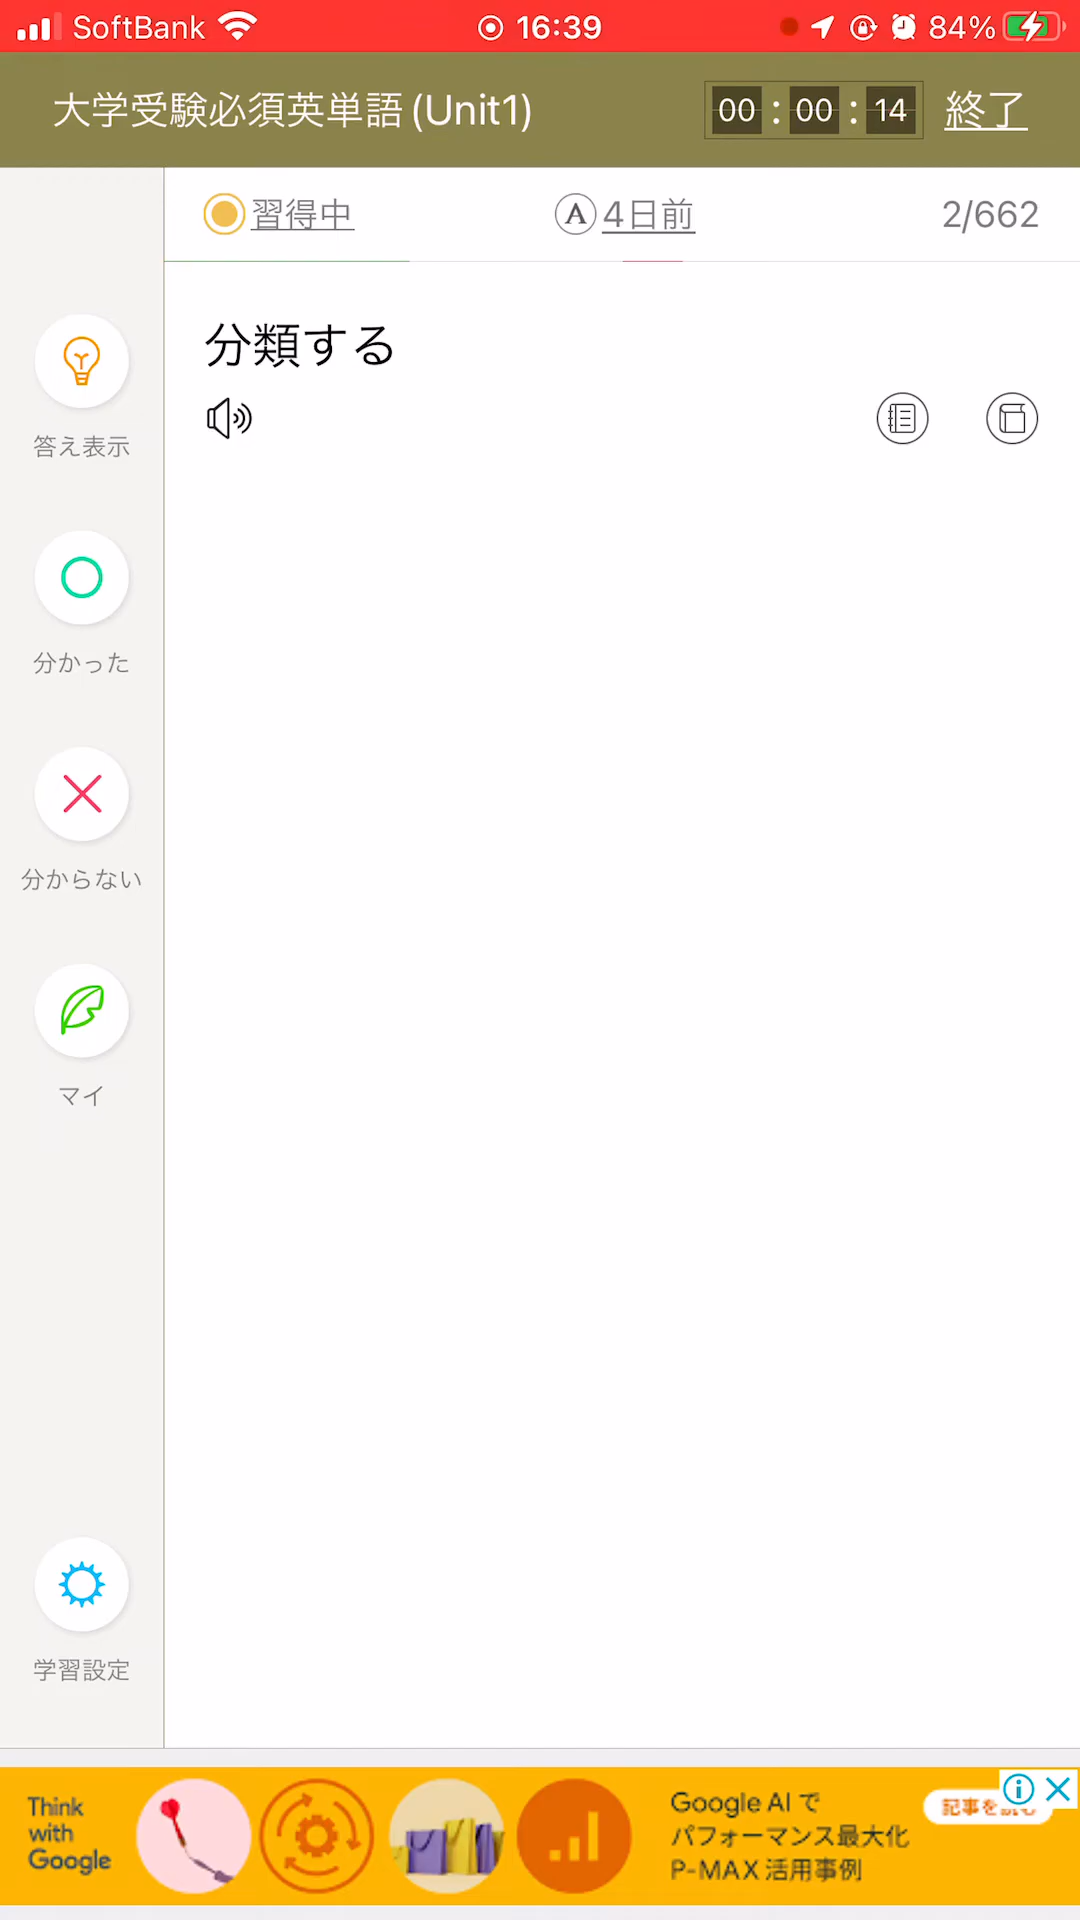 SoftBank 16:39 84%
大学受験必須英単語(Unit1) 00:00:14 終了
習得中 A 4日前 2/662
分類する
答え表示
分かった
分からない
マイ
学習設定
Think
with
Google
Google AI で
パフォーマンス最大化
P-MAX 活用事例
記事を